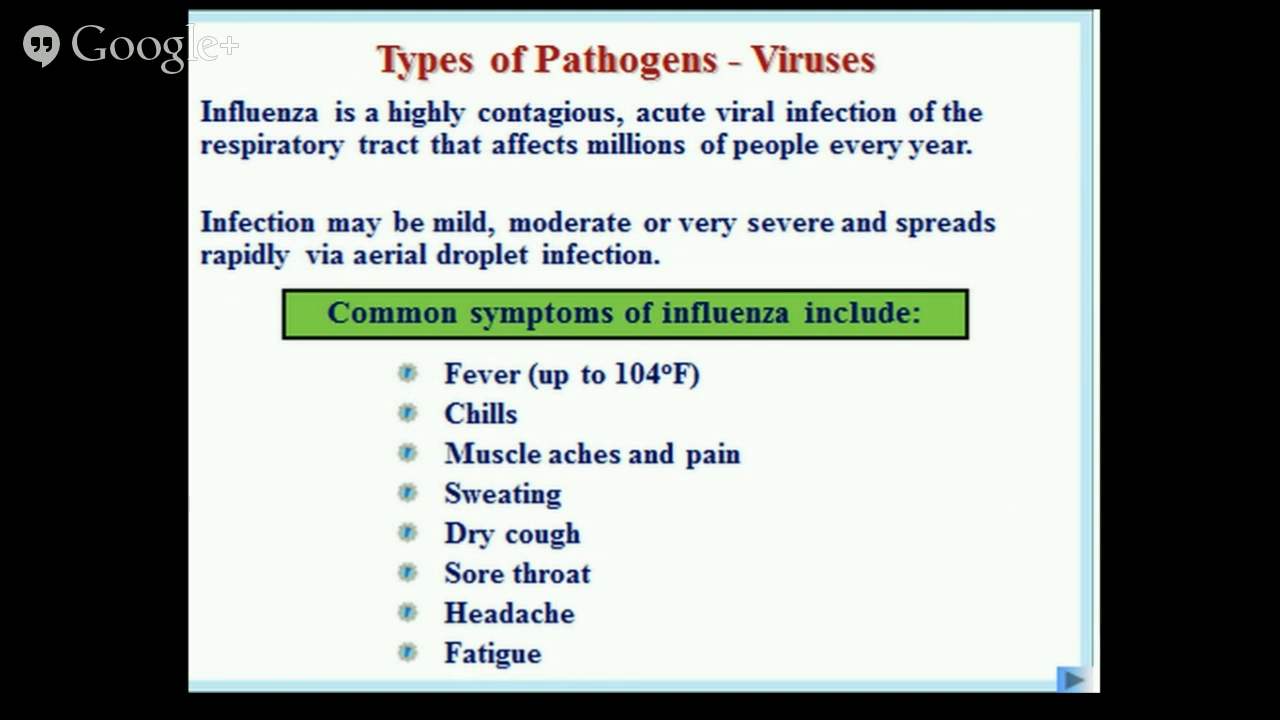 Google+
Types of Pathogens - Viruses
Influenza is a highly contagious, acute viral infection of the
respiratory tract that affects millions of people every year.
Infection may be mild, moderate or very severe and spreads
rapidly via aerial droplet infection.
Common symptoms of influenza include:
Fever (up to 104°F)
Chills
Muscle aches and pain
Sweating
Dry cough
Sore throat
Headache
Fatigue